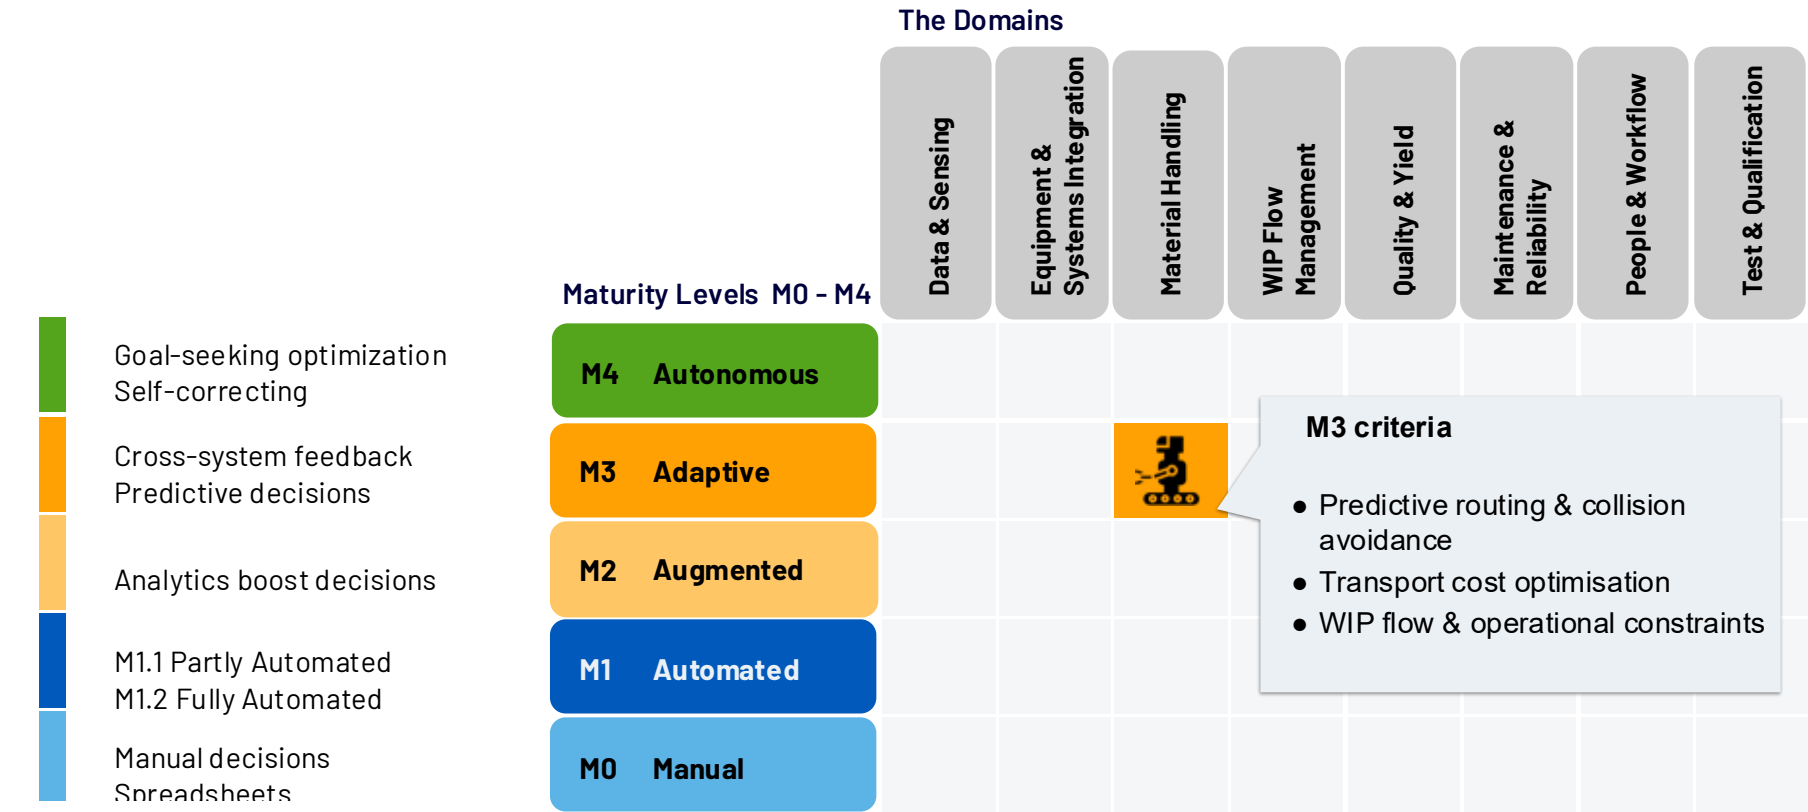 The Domains
Data & Sensing
Equipment &
Systems Integration
Material Handling
WIP Flow
Management
Quality & Yield
Maintenance &
Reliability
People & Workflow
Test & Qualification
Maturity Levels M0 - M4
Goal-seeking optimization
Self-correcting
M4 Autonomous
Cross-system feedback
Predictive decisions
M3 Adaptive
Analytics boost decisions
M2 Augmented
M1.1 Partly Automated
M1.2 Fully Automated
M1 Automated
Manual decisions
Spreadsheets
M0 Manual
M3 criteria
● Predictive routing & collision
avoidance
● Transport cost optimisation
● WIP flow & operational constraints